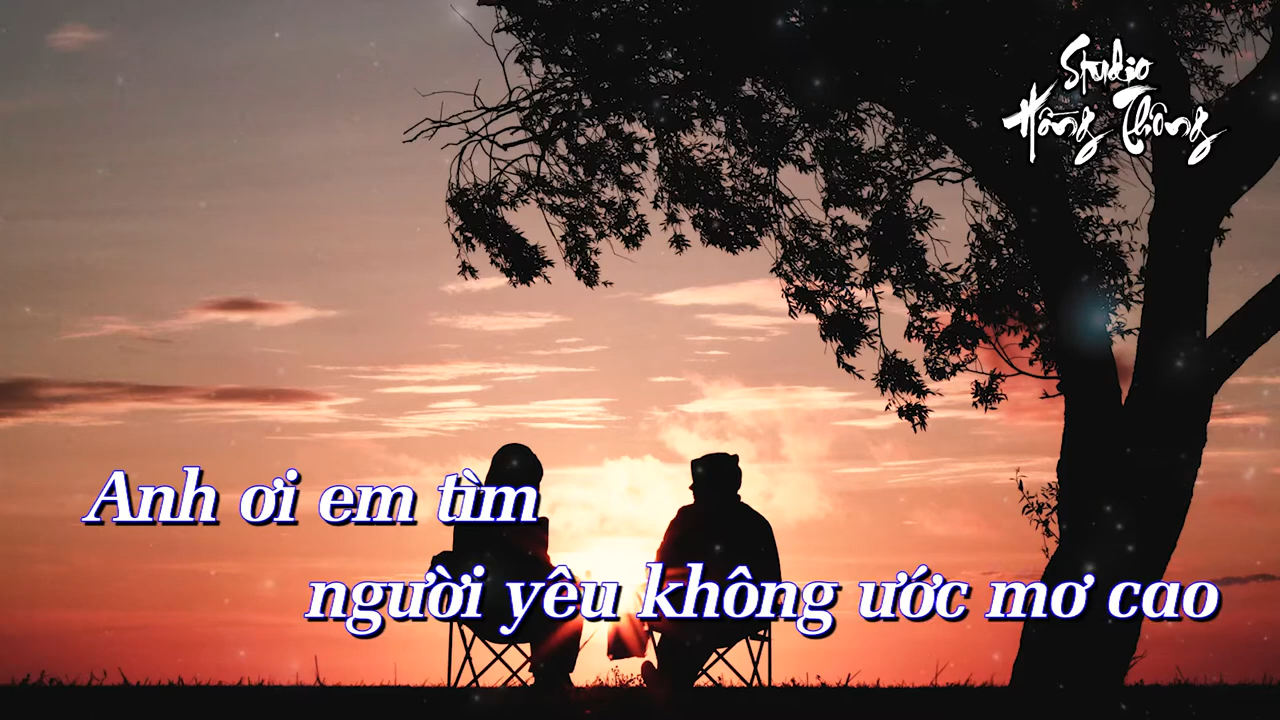 Studio
Hồng Thông
Anh ơi em tìm
người yêu không ước mơ cao